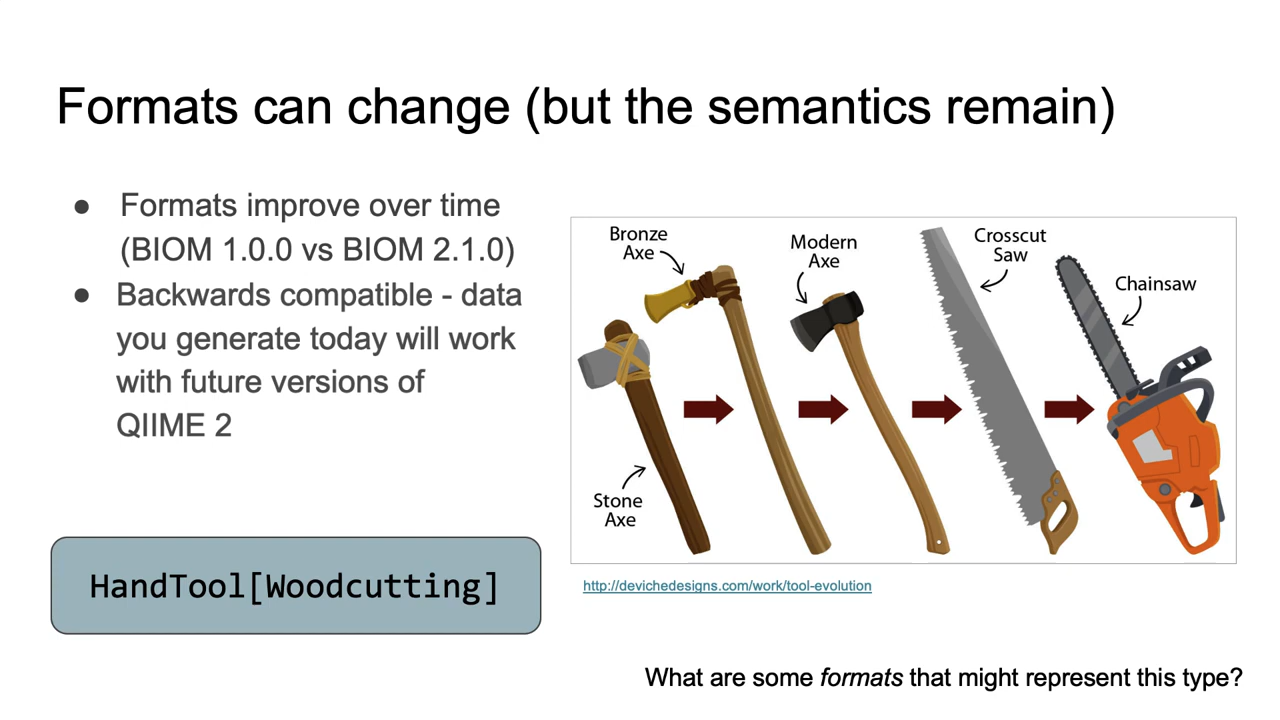 Formats can change (but the semantics remain)
● Formats improve over time
(BIOM 1.0.0 vs BIOM 2.1.0)
● Backwards compatible - data
you generate today will work
with future versions of
QIIME 2
HandTool[Woodcutting]
Bronze
Axe
Modern
Axe
Crosscut
Saw
Chainsaw
Stone
Axe
http://devichedesigns.com/work/tool-evolution
What are some formats that might represent this type?